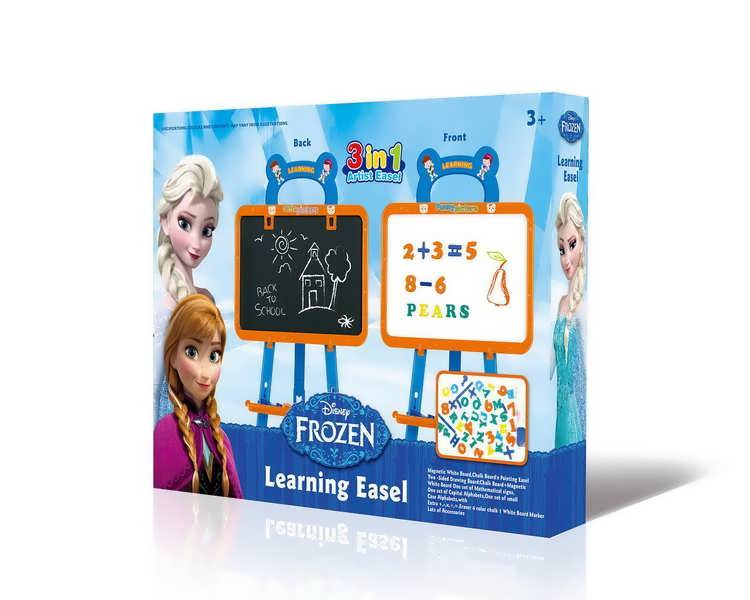 Back
Front
3+
3 in 1
Artist Easel
LEARNING
LEARNING
2+3=5
8-6
PEARS
BACK
TO
SCHOOL
DISNEY
FROZEN
Learning Easel
Magnetic White Board,Chalk Board & Painting Easel
Two -Sided Drawing Board:Chalk Board+Magnetic
White Board One set of Mathematical signs,
One set of Capital Alphabets,One set of small
Case Alphabets,with
Extra +,-,x,÷,= Eraser 6 color chalk 1 White Board Marker
Lots of Accessories
DISNEY
FROZEN
Learning
Easel